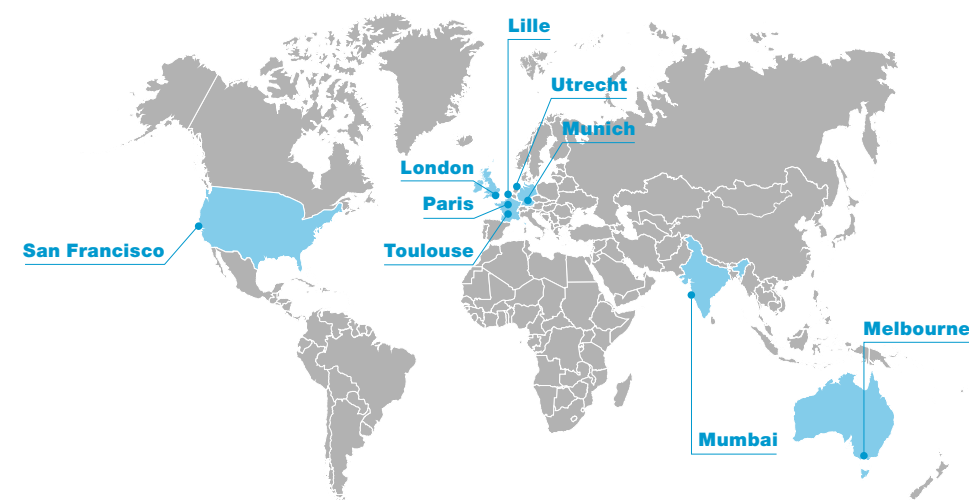 Lille
Utrecht
Munich
London
Paris
San Francisco
Toulouse
Melbourne
Mumbai